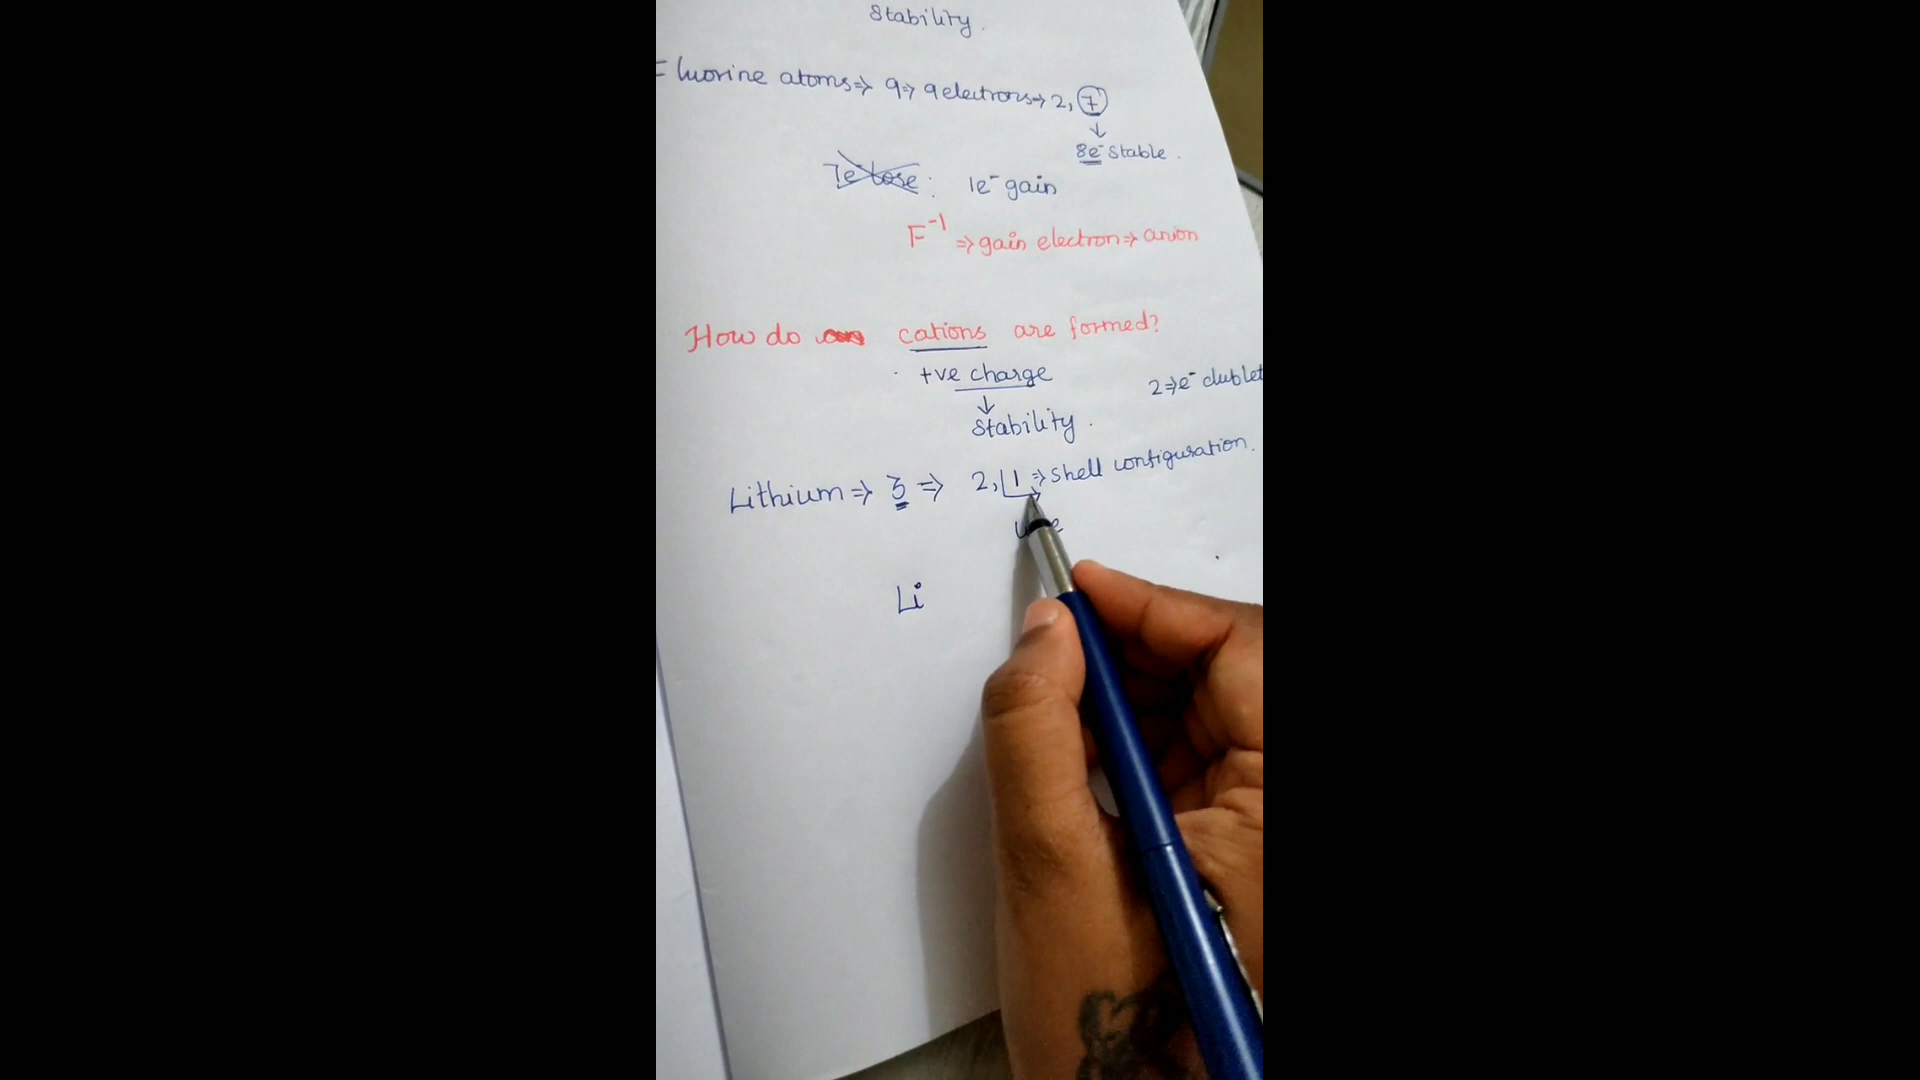 Stability.
Fluorine atoms ⇒ 9 ⇒ 9 electrons → 2, 7
↓
8e⁻ stable.
7e⁻ lose : 1e⁻ gain
F⁻¹ ⇒ gain electron ⇒ anion
How do cations are formed?
+ve charge
2 ⇒ e⁻ dublet
↓
Stability.
Lithium ⇒ 3 ⇒ 2, 1 ⇒ shell configuration.
Li